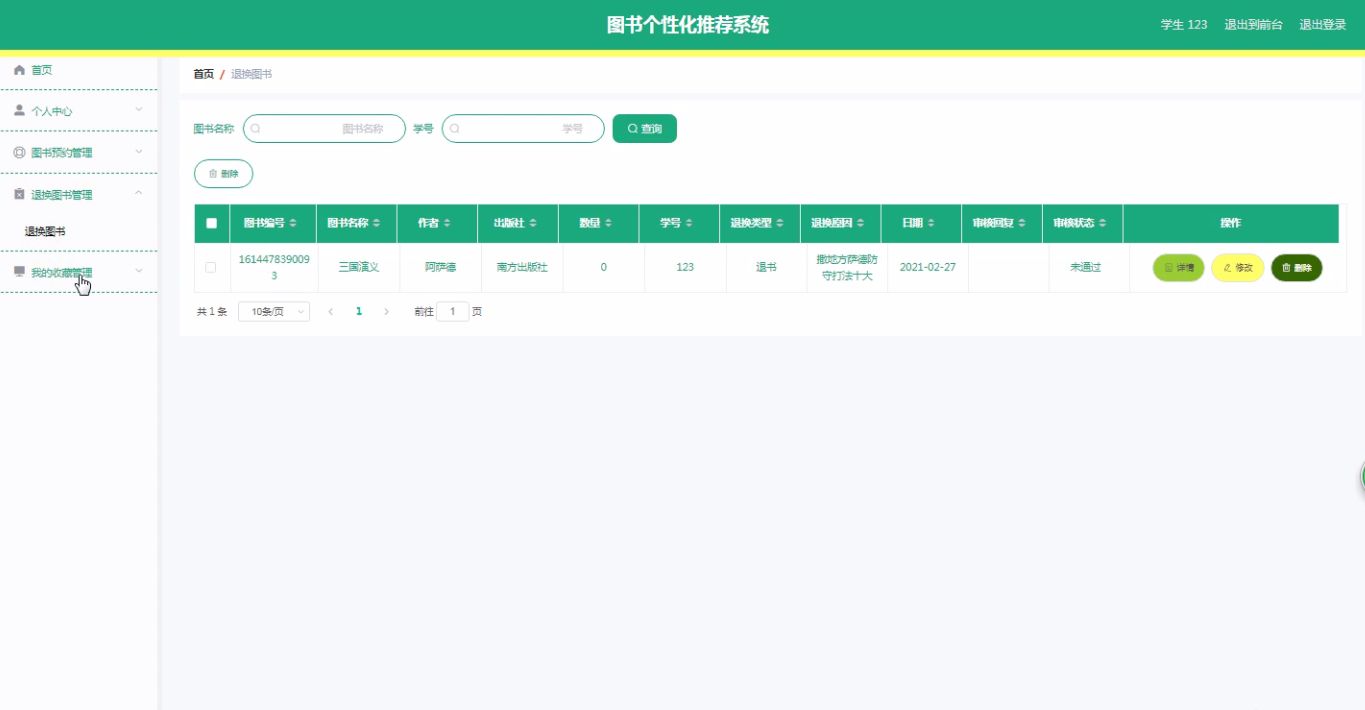 图书个性化推荐系统
学生 123 退出到前台 退出登录
首页
个人中心
图书预约管理
退换图书管理
退换图书
我的收藏管理
首页 / 退换图书
图书名称 图书名称 学号 学号 查询
删除
图书编号 图书名称 作者 出版社 数量 学号 退换类型 退换原因 日期 审核回复 审核状态 操作
161447839009
3
三国演义 阿萨德 南方出版社 0 123 退书
撒地方萨德防
守打法十大
2021-02-27 未通过 详情 修改 删除
共 1 条 10条/页 1 前往 1 页